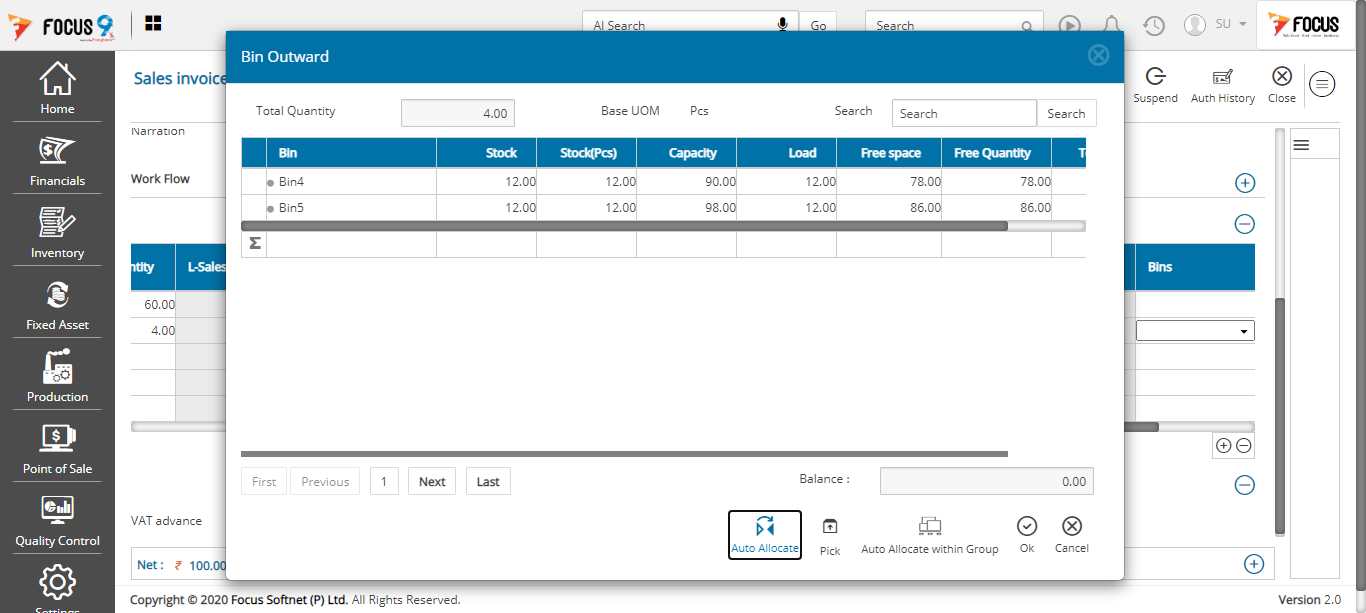 FOCUS 9
AI Search
Go
Search
SU
FOCUS
Home
Financials
Inventory
Fixed Asset
Production
Point of Sale
Quality Control
Settings
Sales invoice
Suspend
Auth History
Close
Narration
Work Flow
ntity
L-Sales
Bins
60.00
4.00
VAT advance
Net : ₹ 100.00
Bin Outward
Total Quantity 4.00 Base UOM Pcs Search Search Search
Bin Stock Stock(Pcs) Capacity Load Free space Free Quantity
Bin4 12.00 12.00 90.00 12.00 78.00 78.00
Bin5 12.00 12.00 98.00 12.00 86.00 86.00
Σ
First Previous 1 Next Last
Balance : 0.00
Auto Allocate Pick Auto Allocate within Group Ok Cancel
Copyright © 2020 Focus Softnet (P) Ltd. All Rights Reserved.
Version 2.0